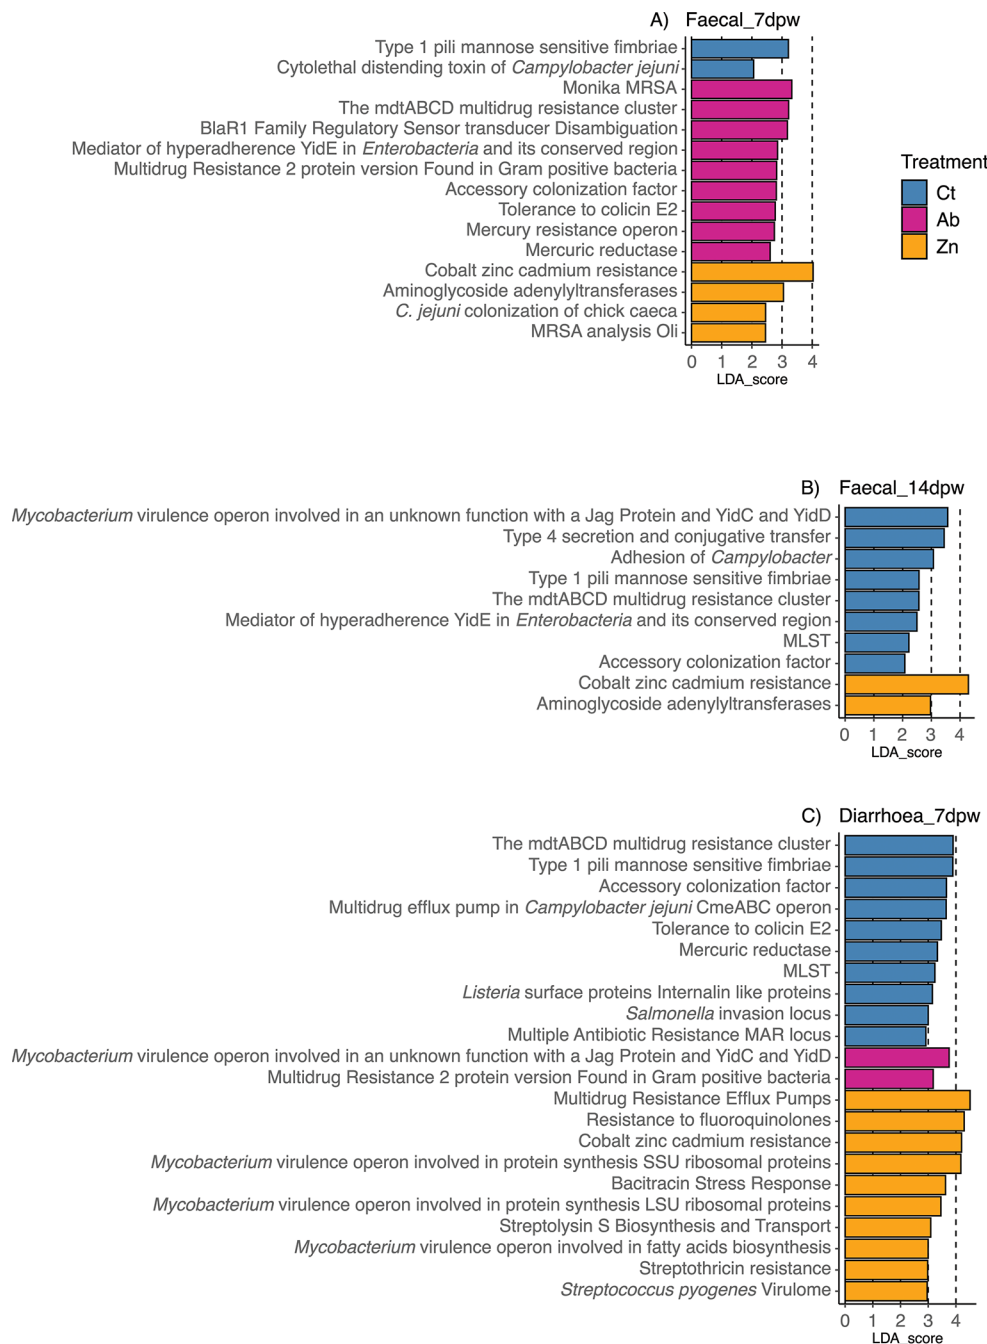 A) Faecal_7dpw
Type 1 pili mannose sensitive fimbriae
Cytolethal distending toxin of Campylobacter jejuni
Monika MRSA
The mdtABCD multidrug resistance cluster
BlaR1 Family Regulatory Sensor transducer Disambiguation
Mediator of hyperadherence YidE in Enterobacteria and its conserved region
Multidrug Resistance 2 protein version Found in Gram positive bacteria
Accessory colonization factor
Tolerance to colicin E2
Mercury resistance operon
Mercuric reductase
Cobalt zinc cadmium resistance
Aminoglycoside adenylyltransferases
C. jejuni colonization of chick caeca
MRSA analysis Oli
0 1 2 3 4
LDA_score
Treatment
Ct
Ab
Zn
B) Faecal_14dpw
Mycobacterium virulence operon involved in an unknown function with a Jag Protein and YidC and YidD
Type 4 secretion and conjugative transfer
Adhesion of Campylobacter
Type 1 pili mannose sensitive fimbriae
The mdtABCD multidrug resistance cluster
Mediator of hyperadherence YidE in Enterobacteria and its conserved region
MLST
Accessory colonization factor
Cobalt zinc cadmium resistance
Aminoglycoside adenylyltransferases
0 1 2 3 4
LDA_score
C) Diarrhoea_7dpw
The mdtABCD multidrug resistance cluster
Type 1 pili mannose sensitive fimbriae
Accessory colonization factor
Multidrug efflux pump in Campylobacter jejuni CmeABC operon
Tolerance to colicin E2
Mercuric reductase
MLST
Listeria surface proteins Internalin like proteins
Salmonella invasion locus
Multiple Antibiotic Resistance MAR locus
Mycobacterium virulence operon involved in an unknown function with a Jag Protein and YidC and YidD
Multidrug Resistance 2 protein version Found in Gram positive bacteria
Multidrug Resistance Efflux Pumps
Resistance to fluoroquinolones
Cobalt zinc cadmium resistance
Mycobacterium virulence operon involved in protein synthesis SSU ribosomal proteins
Bacitracin Stress Response
Mycobacterium virulence operon involved in protein synthesis LSU ribosomal proteins
Streptolysin S Biosynthesis and Transport
Mycobacterium virulence operon involved in fatty acids biosynthesis
Streptothricin resistance
Streptococcus pyogenes Virulome
0 1 2 3 4
LDA_score